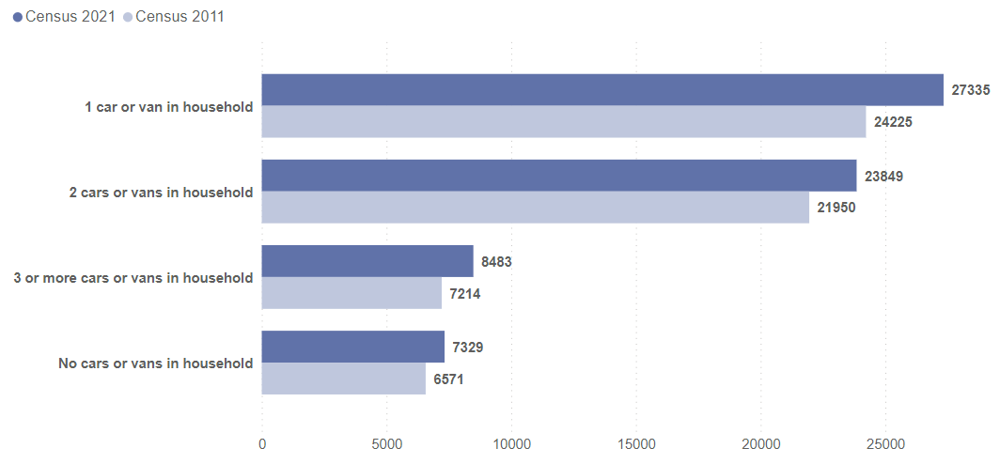 Census 2021 Census 2011
1 car or van in household
27335
24225
2 cars or vans in household
23849
21950
3 or more cars or vans in household
8483
7214
No cars or vans in household
7329
6571
0 5000 10000 15000 20000 25000